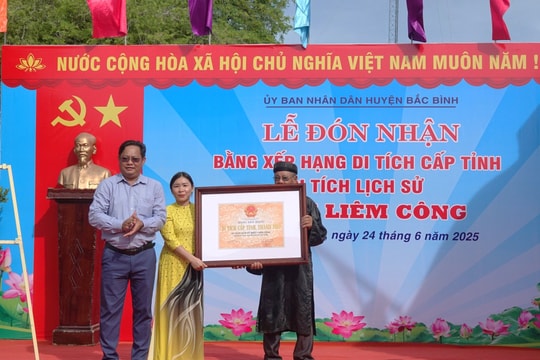 NƯỚC CỘNG HÒA XÃ HỘI CHỦ NGHĨA VIỆT NAM MUÔN NĂM !
ỦY BAN NHÂN DÂN HUYỆN BẮC BÌNH
LỄ ĐÓN NHẬN
BẰNG XẾP HẠNG DI TÍCH CẤP TỈNH
TÍCH LỊCH SỬ
LIÊM CÔNG
ngày 24 tháng 6 năm 2025